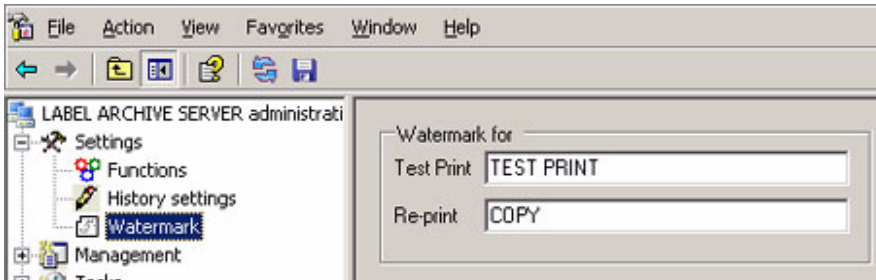 File Action View Favorites Window Help
LABEL ARCHIVE SERVER administrati
Settings
Functions
History settings
Watermark
Management
Tasks
Watermark for
Test Print TEST PRINT
Re-print COPY